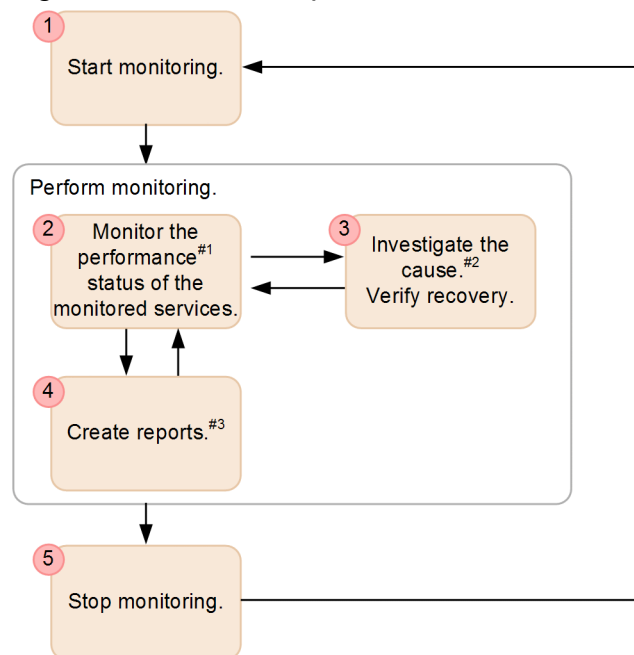 1
Start monitoring.
Perform monitoring.
2
Monitor the
performance#1
status of the
monitored services.
3
Investigate the
cause.#2
Verify recovery.
4
Create reports.#3
5
Stop monitoring.